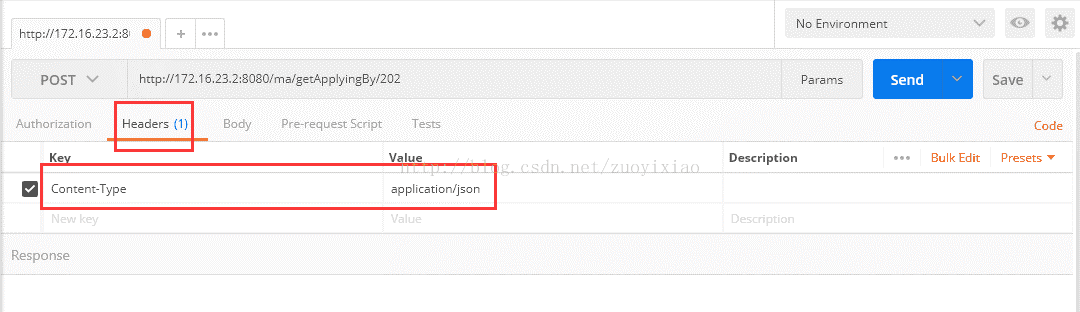 http://172.16.23.2:8 + ••• No Environment
POST http://172.16.23.2:8080/ma/getApplyingBy/202 Params Send Save
Authorization Headers (1) Body Pre-request Script Tests Code
Key Value Description ••• Bulk Edit Presets
http://blog.csdn.net/zuoyixiao
Content-Type application/json
New key Value Description
Response